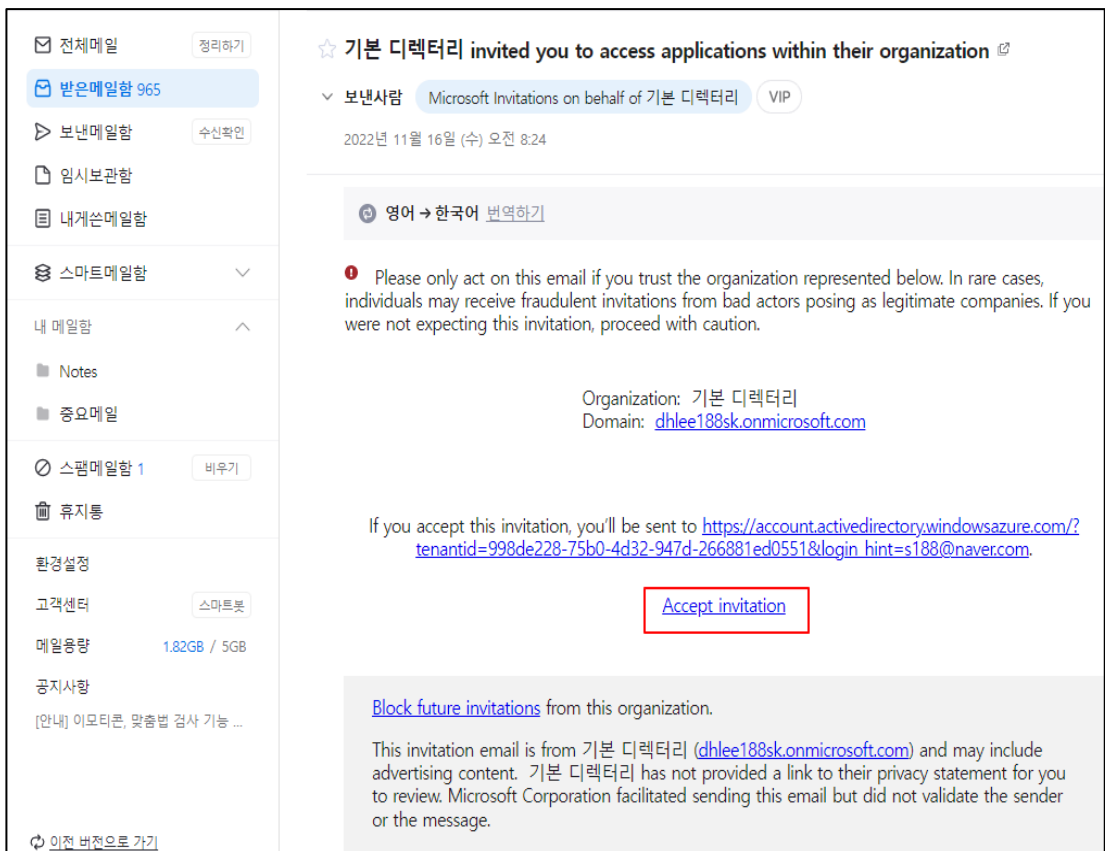 전체메일 정리하기
받은메일함 965
보낸메일함 수신확인
임시보관함
내게쓴메일함
스마트메일함
내 메일함
Notes
중요메일
스팸메일함 1 비우기
휴지통
환경설정
고객센터 스마트봇
메일용량 1.82GB / 5GB
공지사항
[안내] 이모티콘, 맞춤법 검사 기능 ...
이전 버전으로 가기
기본 디렉터리 invited you to access applications within their organization
보낸사람 Microsoft Invitations on behalf of 기본 디렉터리 VIP
2022년 11월 16일 (수) 오전 8:24
영어 → 한국어 번역하기
Please only act on this email if you trust the organization represented below. In rare cases,
individuals may receive fraudulent invitations from bad actors posing as legitimate companies. If you
were not expecting this invitation, proceed with caution.
Organization: 기본 디렉터리
Domain: dhlee188sk.onmicrosoft.com
If you accept this invitation, you'll be sent to https://account.activedirectory.windowsazure.com/?
tenantid=998de228-75b0-4d32-947d-266881ed0551&login_hint=s188@naver.com.
Accept invitation
Block future invitations from this organization.
This invitation email is from 기본 디렉터리 (dhlee188sk.onmicrosoft.com) and may include
advertising content. 기본 디렉터리 has not provided a link to their privacy statement for you
to review. Microsoft Corporation facilitated sending this email but did not validate the sender
or the message.